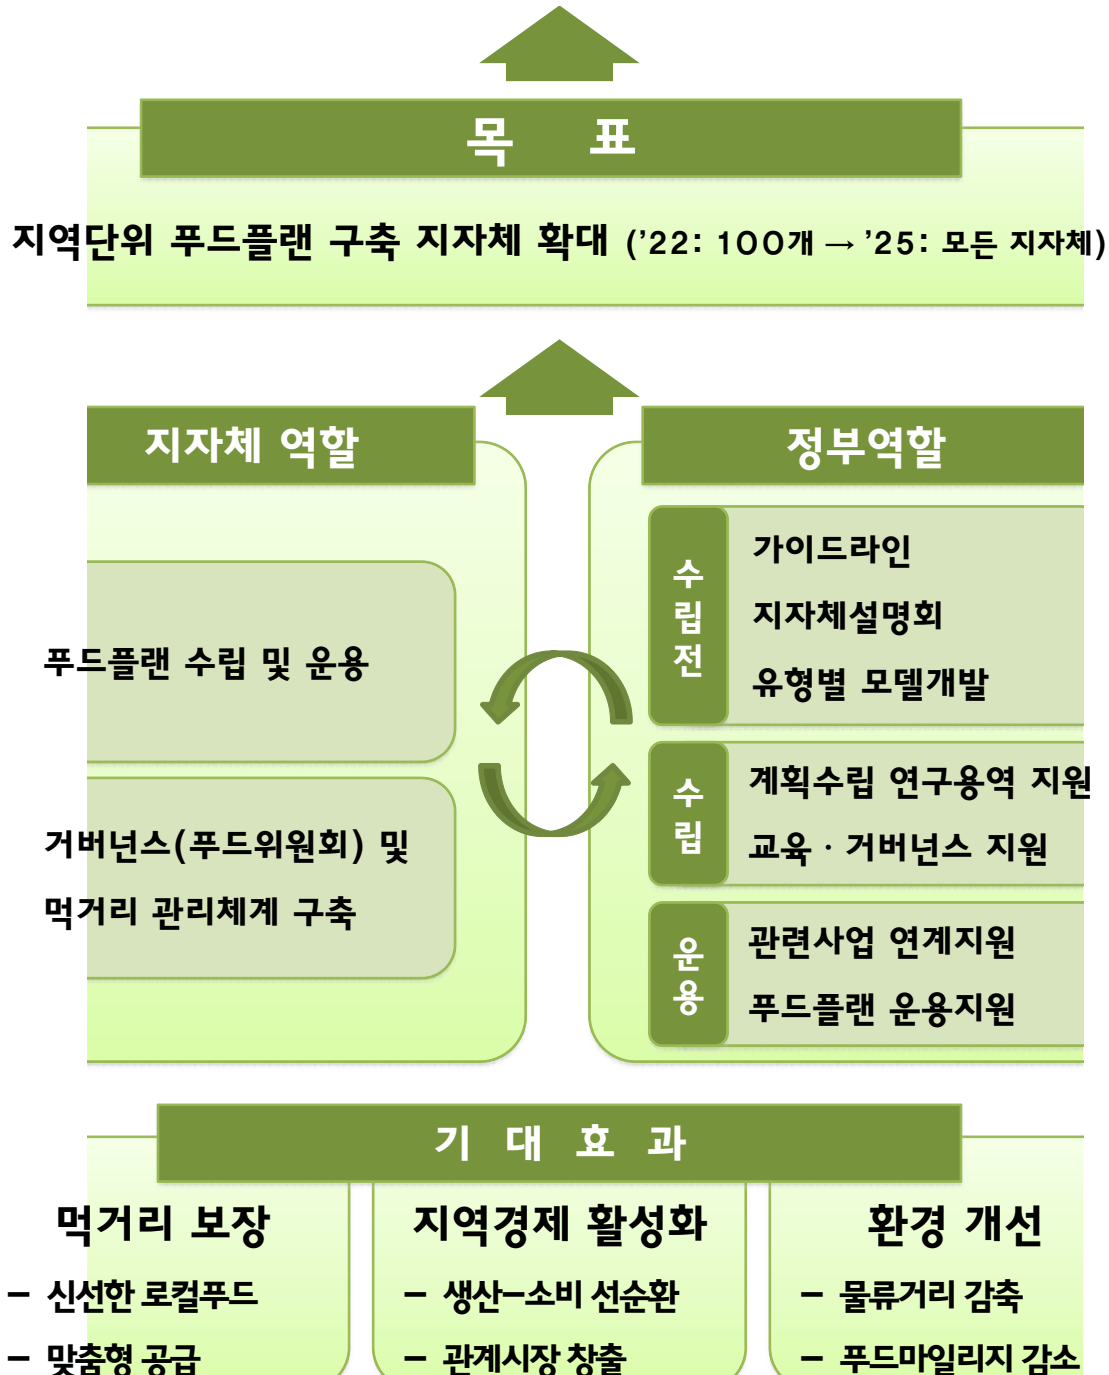 목 표
지역단위 푸드플랜 구축 지자체 확대 (’22: 100개 → ’25: 모든 지자체)
지자체 역할
푸드플랜 수립 및 운용
거버넌스(푸드위원회) 및
먹거리 관리체계 구축
정부역할
수립전
가이드라인
지자체설명회
유형별 모델개발
수립
계획수립 연구용역 지원
교육 · 거버넌스 지원
운용
관련사업 연계지원
푸드플랜 운용지원
기 대 효 과
먹거리 보장
- 신선한 로컬푸드
- 맞춤형 공급
지역경제 활성화
- 생산-소비 선순환
- 관계시장 창출
환경 개선
- 물류거리 감축
- 푸드마일리지 감소